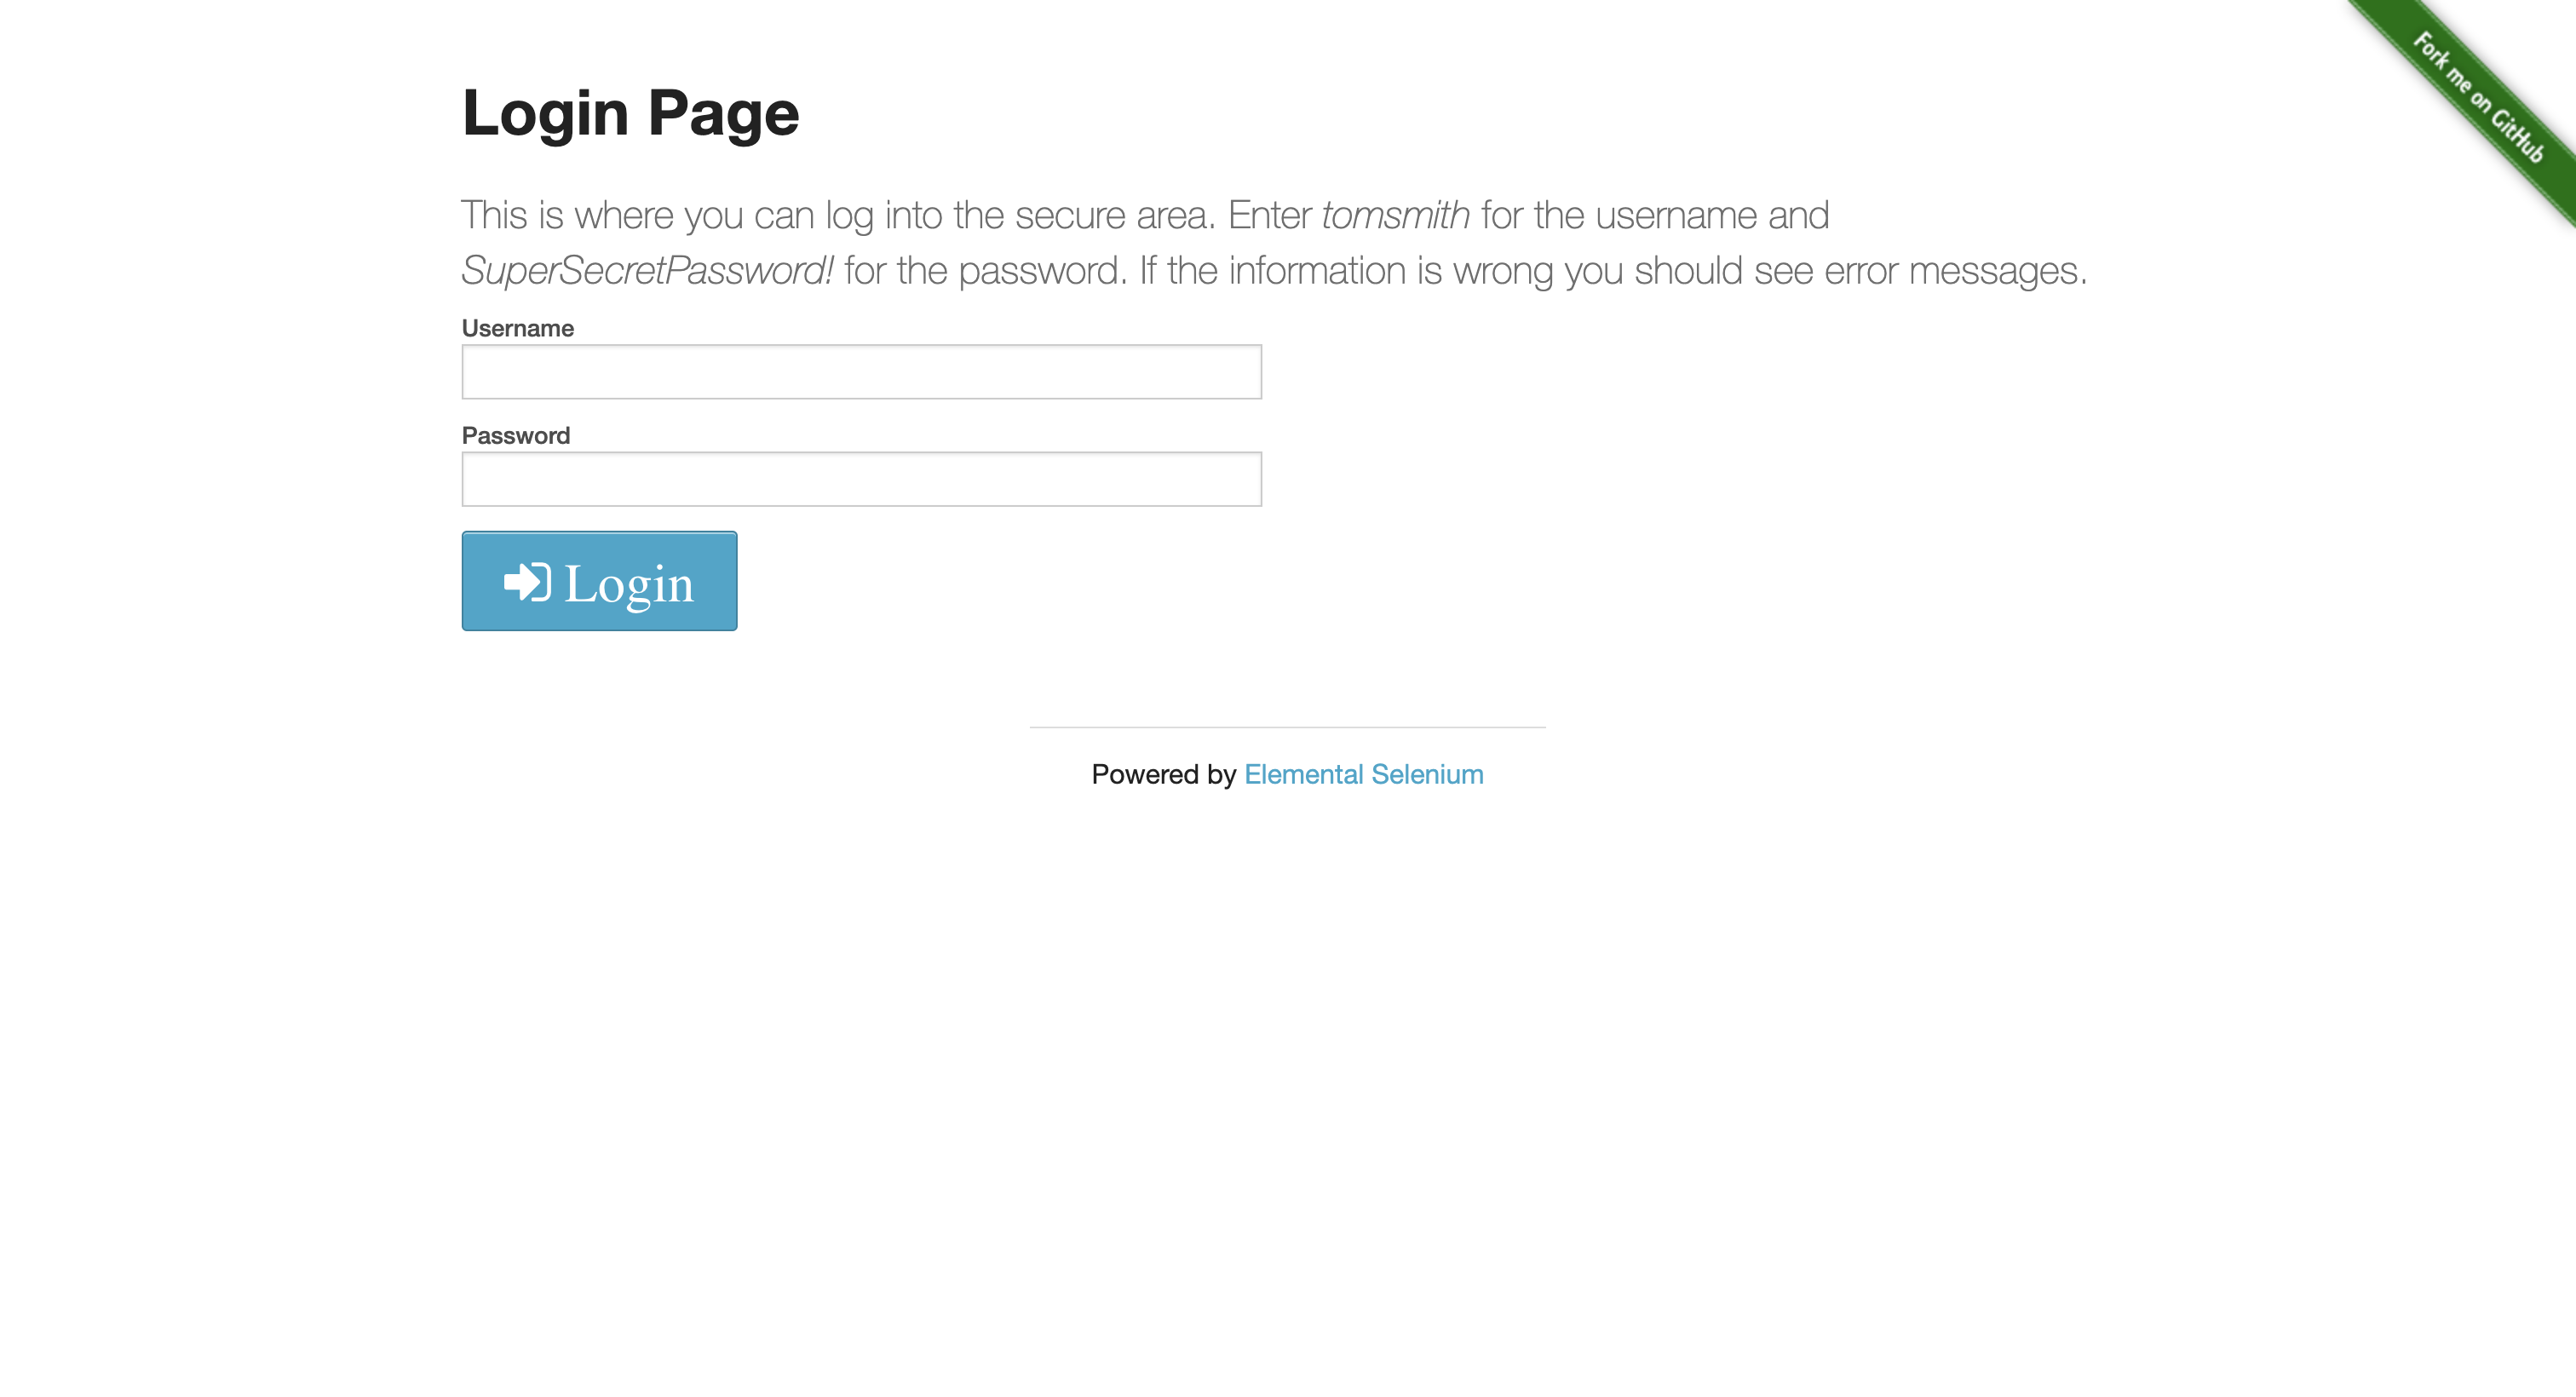 Fork me on GitHub
Login Page
This is where you can log into the secure area. Enter tomsmith for the username and
SuperSecretPassword! for the password. If the information is wrong you should see error messages.
Username
Password
Login
Powered by Elemental Selenium